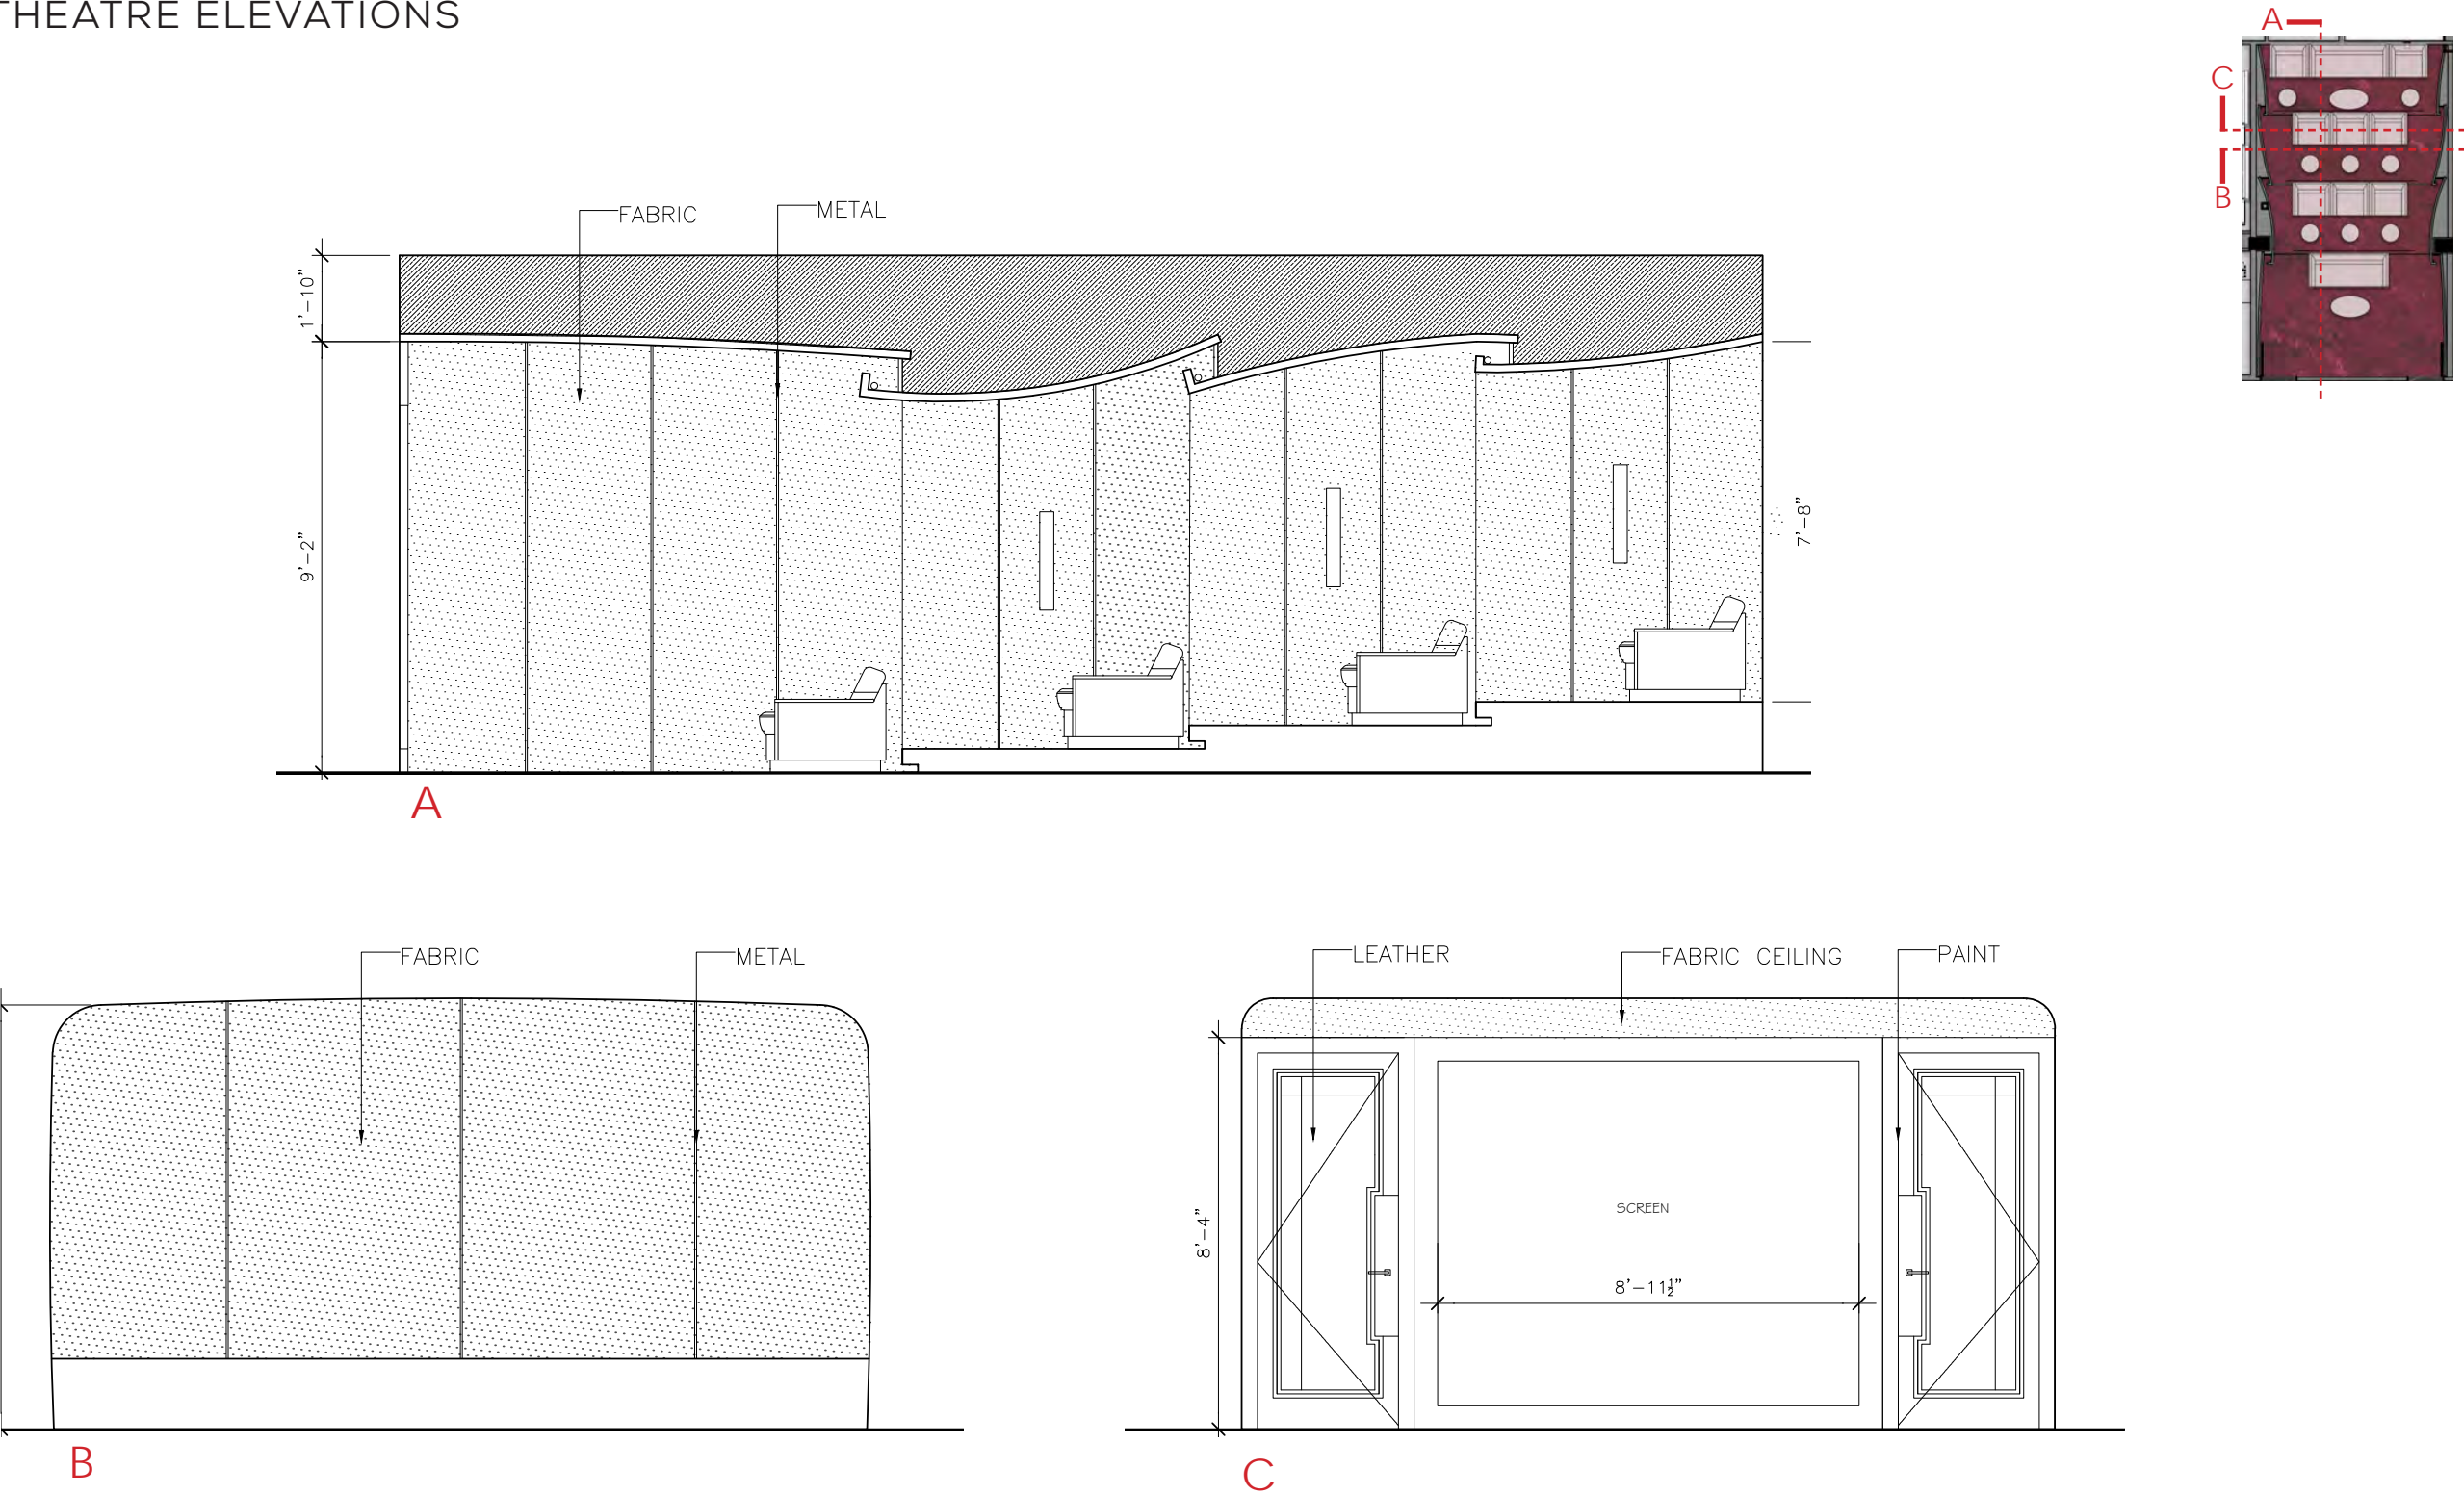 THEATRE ELEVATIONS
A
C
B
FABRIC
METAL
1'-10"
9'-2"
7'-8"
A
FABRIC
METAL
B
LEATHER
FABRIC CEILING
PAINT
8'-4"
SCREEN
8'-11½"
C